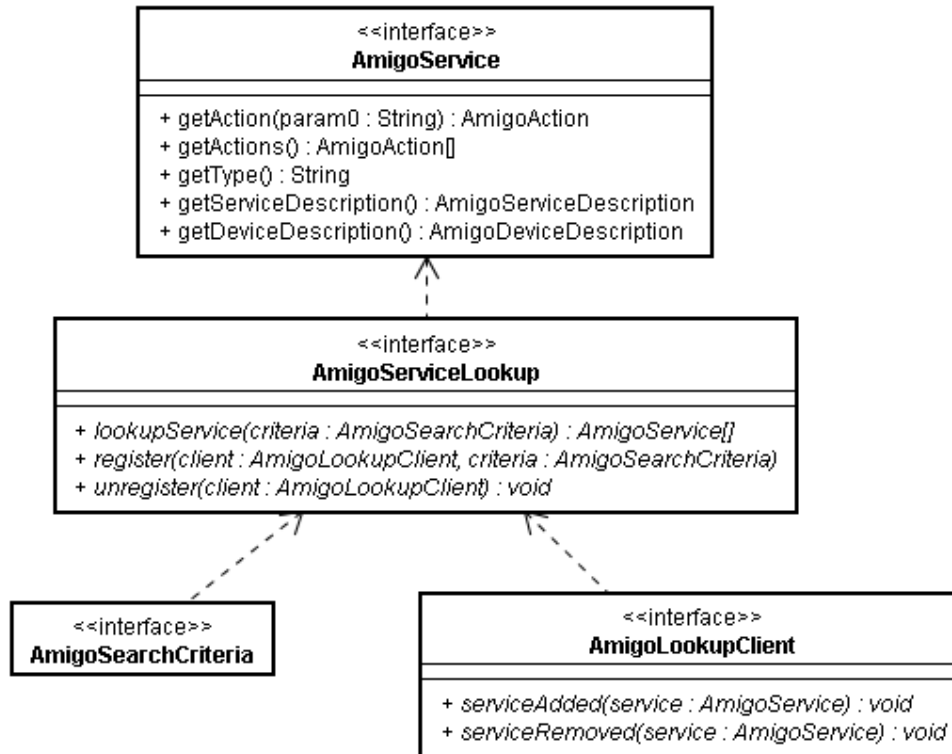 <<interface>>
AmigoService
+ getAction(param0 : String) : AmigoAction
+ getActions() : AmigoAction[]
+ getType() : String
+ getServiceDescription() : AmigoServiceDescription
+ getDeviceDescription() : AmigoDeviceDescription
<<interface>>
AmigoServiceLookup
+ lookupService(criteria : AmigoSearchCriteria) : AmigoService[]
+ register(client : AmigoLookupClient, criteria : AmigoSearchCriteria)
+ unregister(client : AmigoLookupClient) : void
<<interface>>
AmigoSearchCriteria
<<interface>>
AmigoLookupClient
+ serviceAdded(service : AmigoService) : void
+ serviceRemoved(service : AmigoService) : void